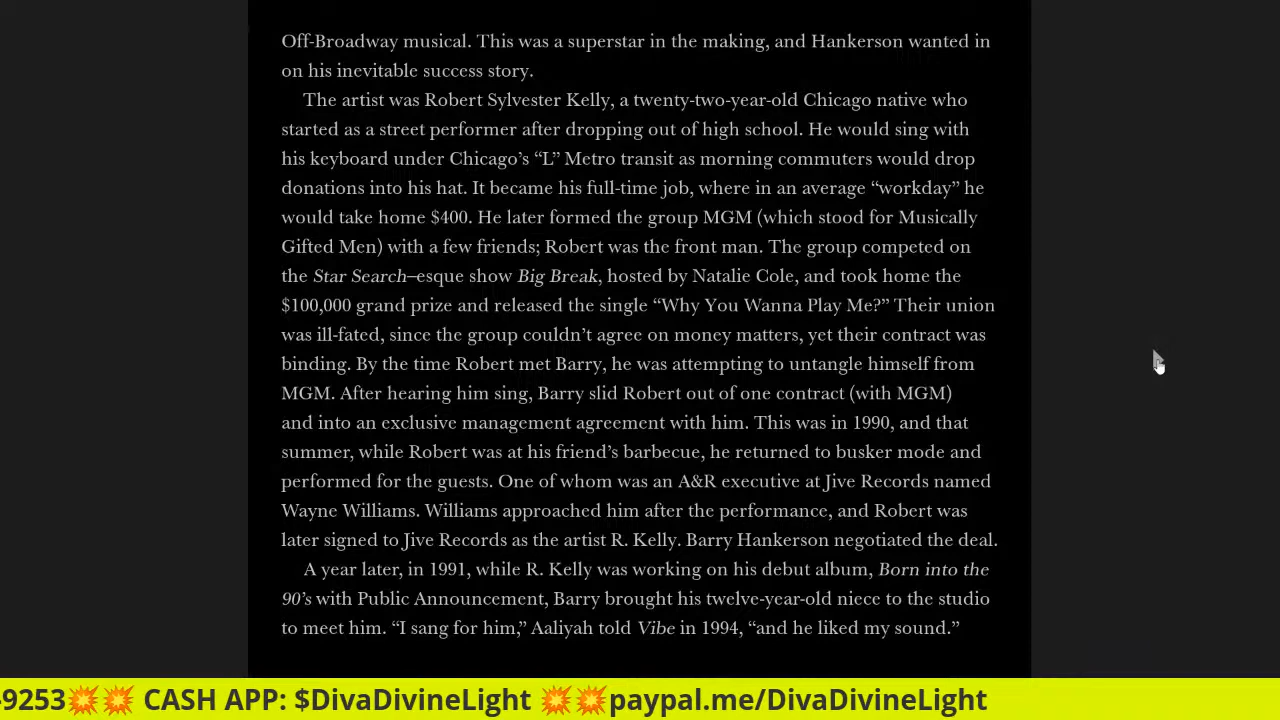 Off-Broadway musical. This was a superstar in the making, and Hankerson wanted in
on his inevitable success story.
The artist was Robert Sylvester Kelly, a twenty-two-year-old Chicago native who
started as a street performer after dropping out of high school. He would sing with
his keyboard under Chicago’s “L” Metro transit as morning commuters would drop
donations into his hat. It became his full-time job, where in an average “workday” he
would take home $400. He later formed the group MGM (which stood for Musically
Gifted Men) with a few friends; Robert was the front man. The group competed on
the Star Search–esque show Big Break, hosted by Natalie Cole, and took home the
$100,000 grand prize and released the single “Why You Wanna Play Me?” Their union
was ill-fated, since the group couldn’t agree on money matters, yet their contract was
binding. By the time Robert met Barry, he was attempting to untangle himself from
MGM. After hearing him sing, Barry slid Robert out of one contract (with MGM)
and into an exclusive management agreement with him. This was in 1990, and that
summer, while Robert was at his friend’s barbecue, he returned to busker mode and
performed for the guests. One of whom was an A&R executive at Jive Records named
Wayne Williams. Williams approached him after the performance, and Robert was
later signed to Jive Records as the artist R. Kelly. Barry Hankerson negotiated the deal.
A year later, in 1991, while R. Kelly was working on his debut album, Born into the
90’s with Public Announcement, Barry brought his twelve-year-old niece to the studio
to meet him. “I sang for him,” Aaliyah told Vibe in 1994, “and he liked my sound.”
-9253💥💥 CASH APP: $DivaDivineLight 💥💥paypal.me/DivaDivineLight